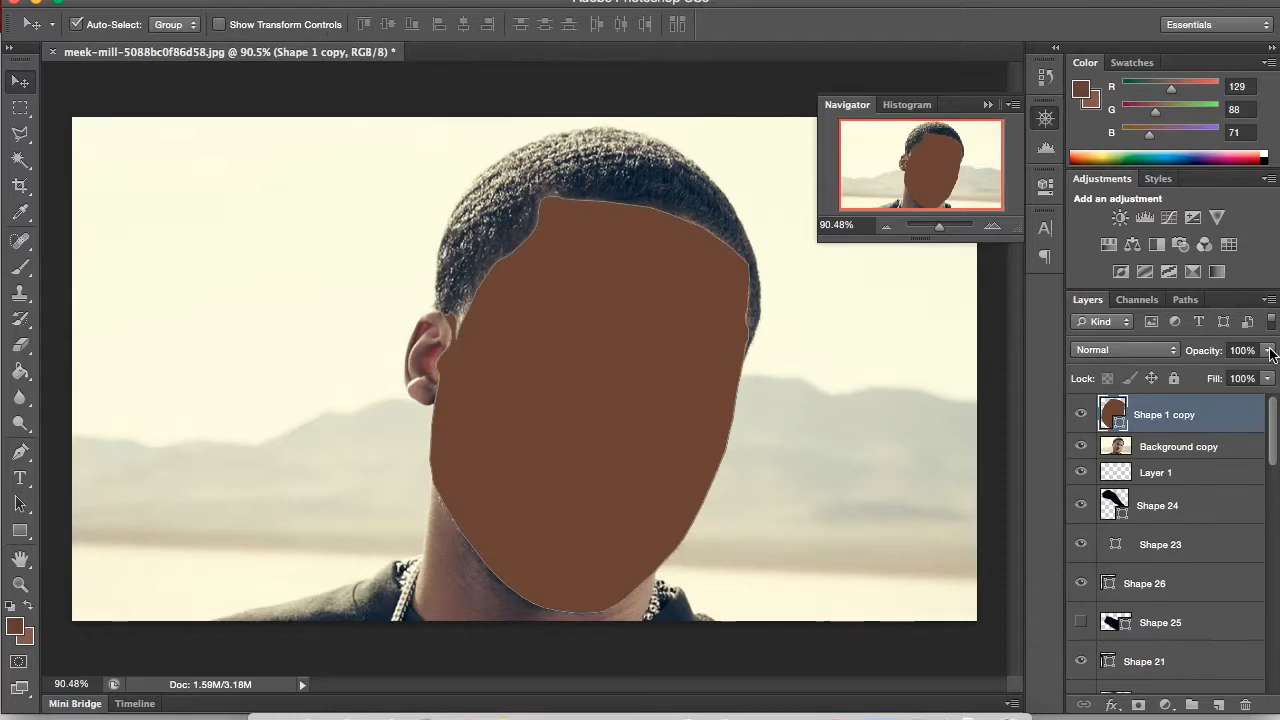 Auto-Select: Group Show Transform Controls Essentials
meek-mill-5088bc0f86d58.jpg @ 90.5% (Shape 1 copy, RGB/8) *
Navigator Histogram
90.48%
Color Swatches
R 129
G 88
B 71
Adjustments Styles
Add an adjustment
Layers Channels Paths
Kind
Normal Opacity: 100%
Lock: Fill: 100%
Shape 1 copy
Background copy
Layer 1
Shape 24
Shape 23
Shape 26
Shape 25
Shape 21
90.48% Doc: 1.59M/3.18M
Mini Bridge Timeline